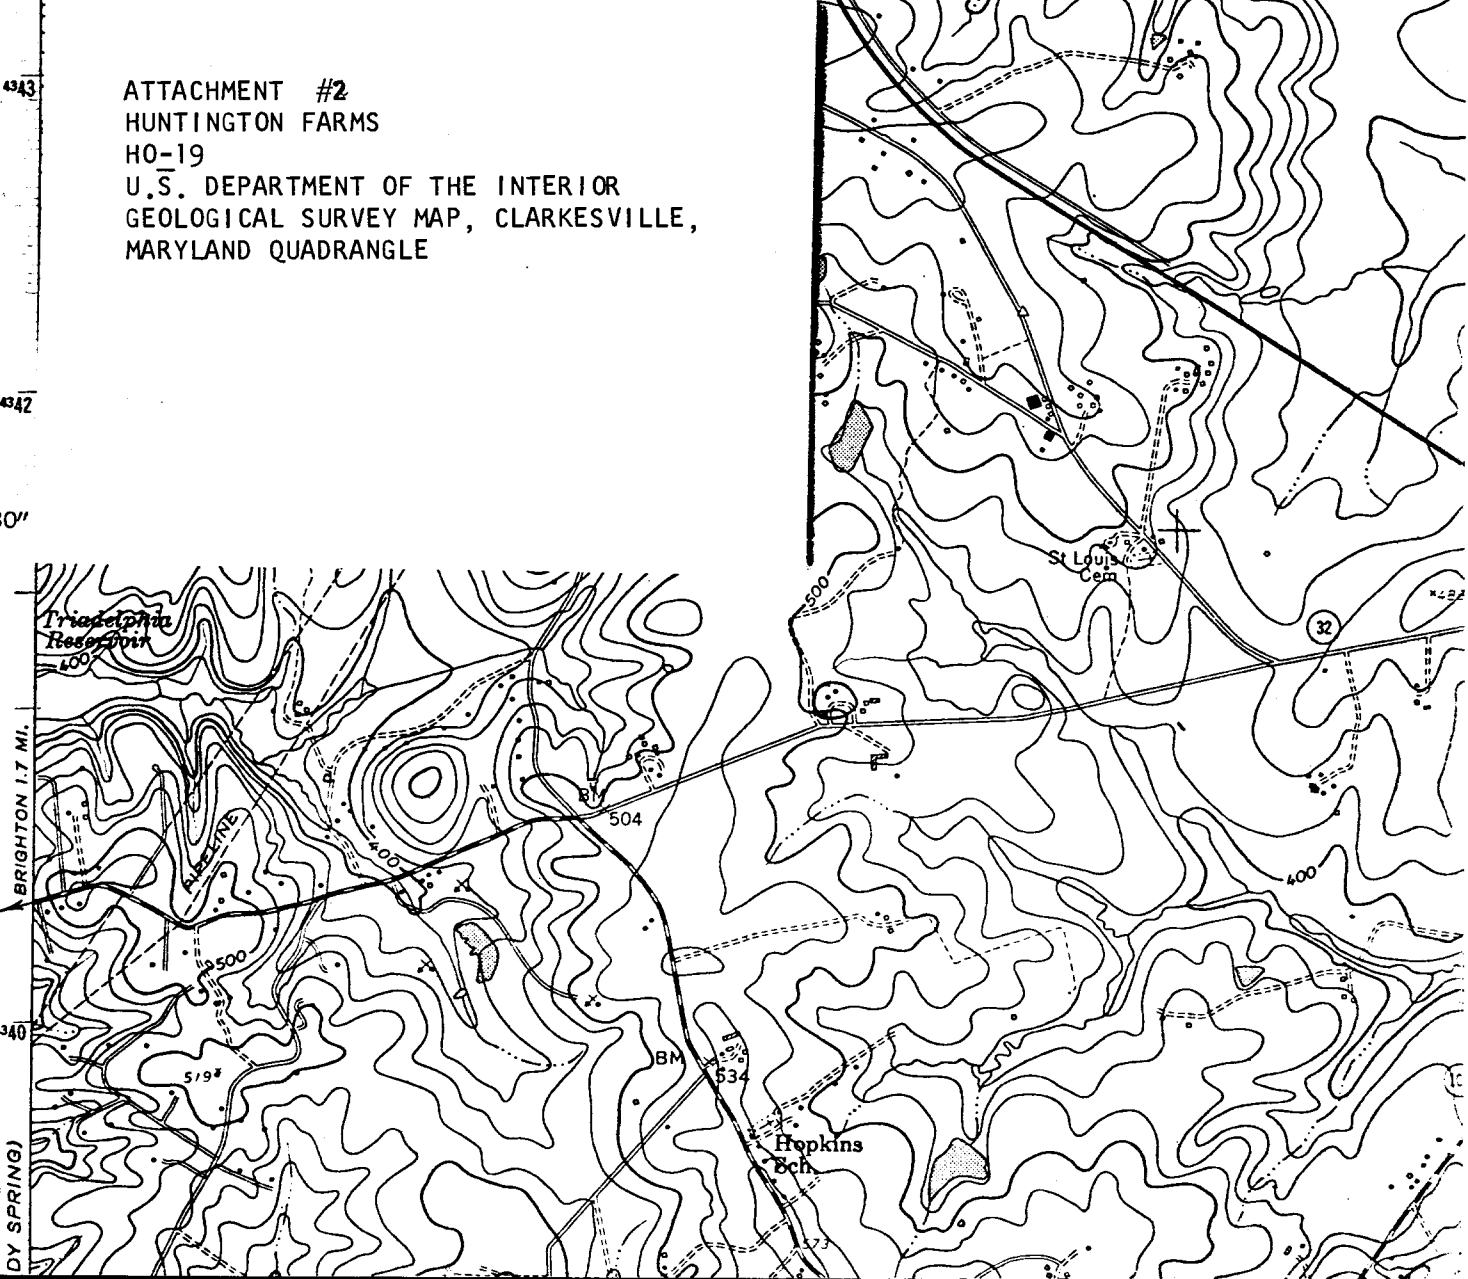 4343
ATTACHMENT #2
HUNTINGTON FARMS
HO-19
U.S. DEPARTMENT OF THE INTERIOR
GEOLOGICAL SURVEY MAP, CLARKESVILLE,
MARYLAND QUADRANGLE
4342
30"
500
St Louis
Cem
32
Triadelphia
Reservoir
400
BRIGHTON 1.7 MI.
BM
504
PIPELINE
400
400
500
340
519
BM
534
Hopkins
Sch.
573
DY SPRING)